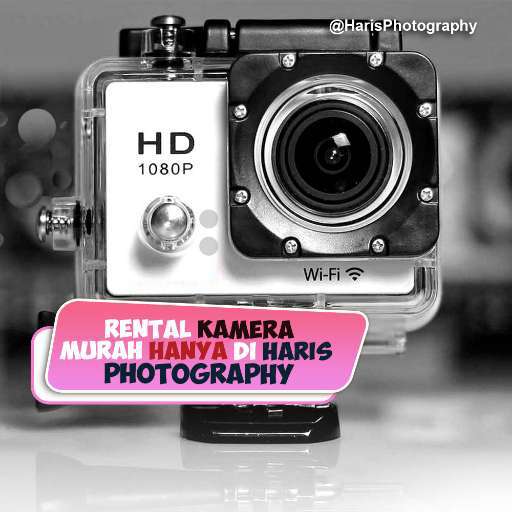 @HarisPhotography
HD
1080P
Wi-Fi
RENTAL KAMERA
MURAH HANYA DI HARIS
PHOTOGRAPHY